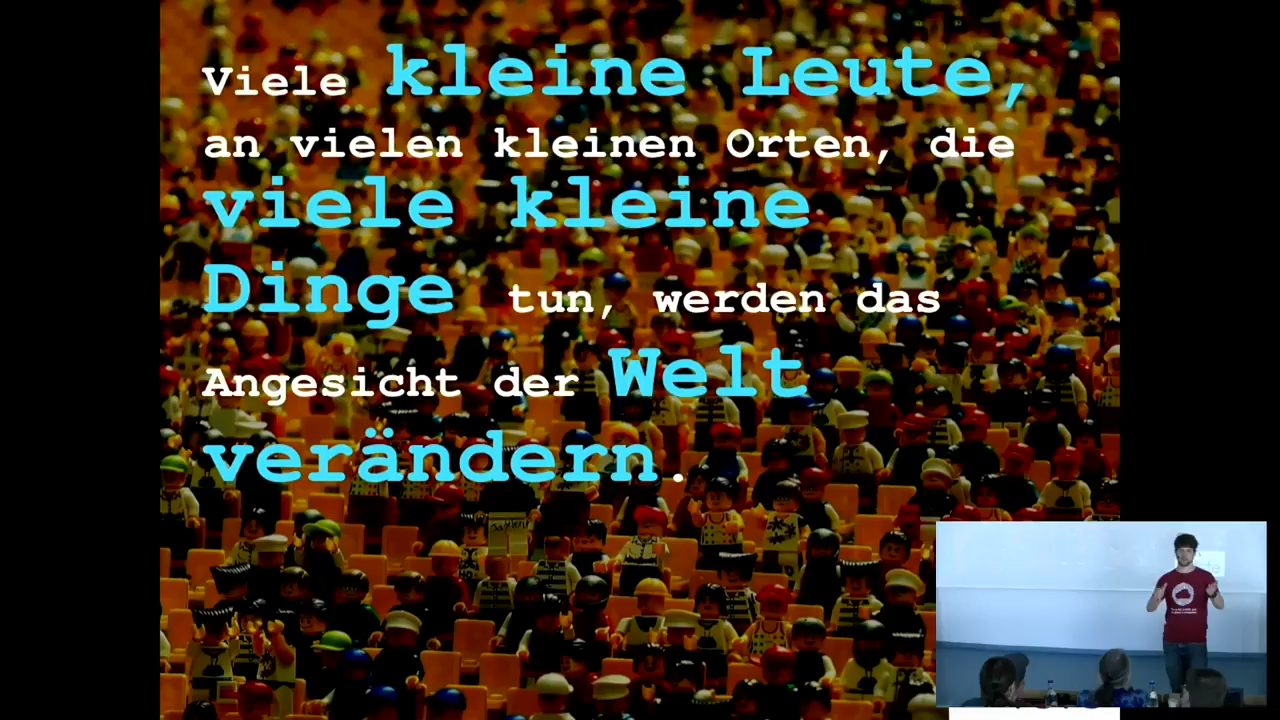 Viele kleine Leute,
an vielen kleinen Orten, die
viele kleine
Dinge tun, werden das
Angesicht der Welt
verändern.